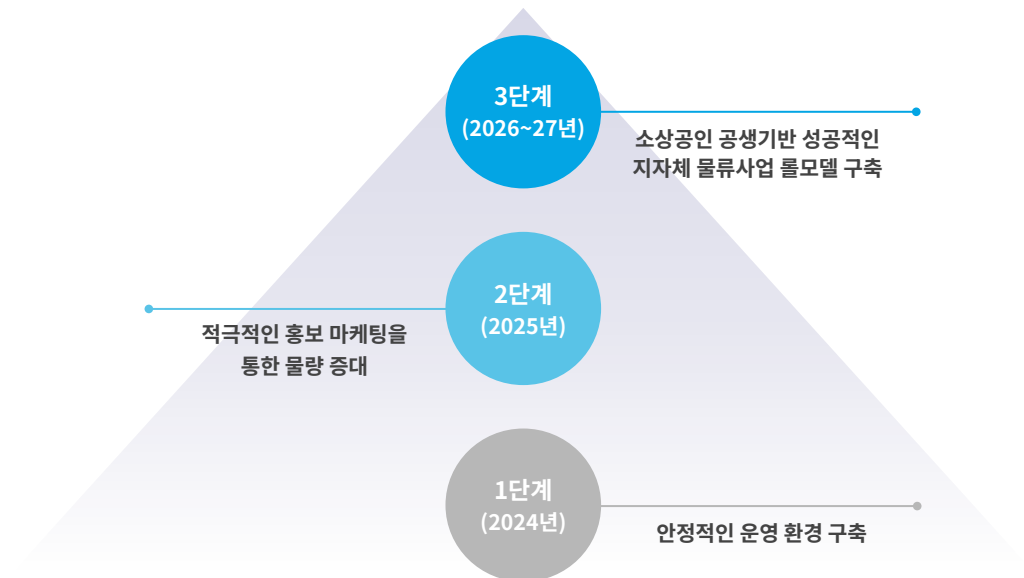 3단계
(2026~27년)
소상공인 공생기반 성공적인
지자체 물류사업 롤모델 구축
2단계
(2025년)
적극적인 홍보 마케팅을
통한 물량 증대
1단계
(2024년)
안정적인 운영 환경 구축